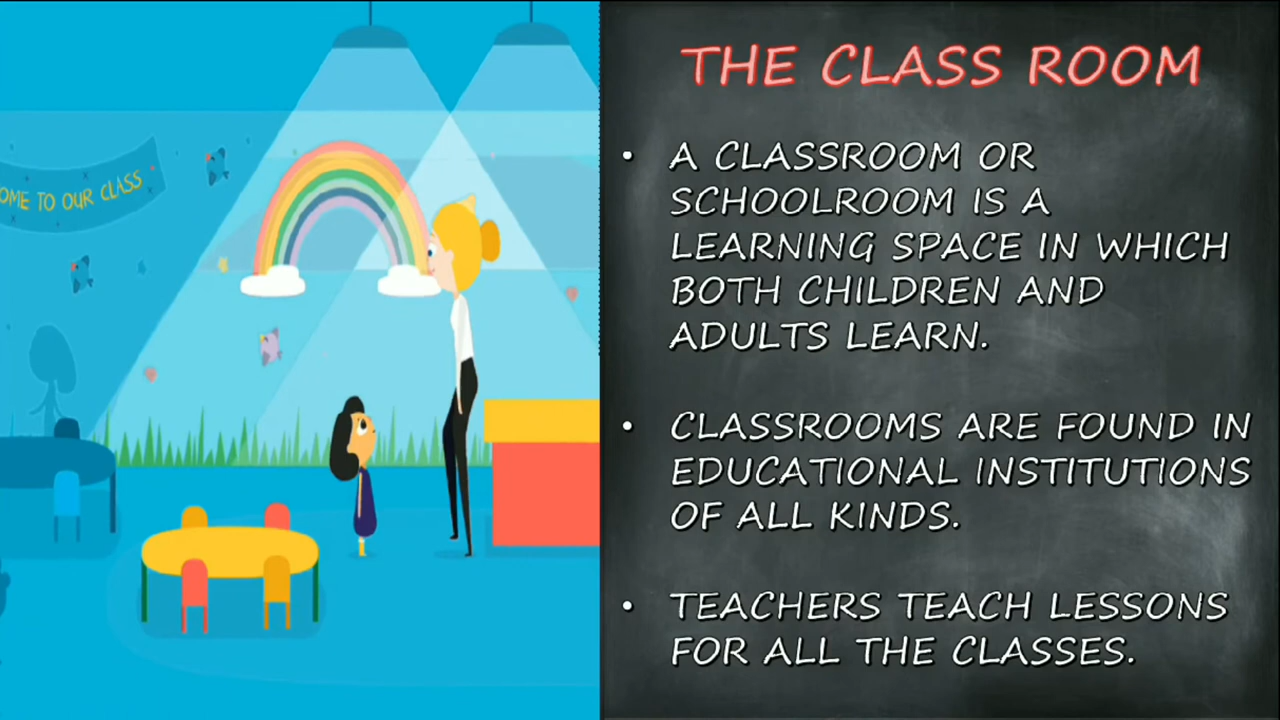 OME TO OUR CLASS
THE CLASS ROOM
• A CLASSROOM OR
SCHOOLROOM IS A
LEARNING SPACE IN WHICH
BOTH CHILDREN AND
ADULTS LEARN.
• CLASSROOMS ARE FOUND IN
EDUCATIONAL INSTITUTIONS
OF ALL KINDS.
• TEACHERS TEACH LESSONS
FOR ALL THE CLASSES.